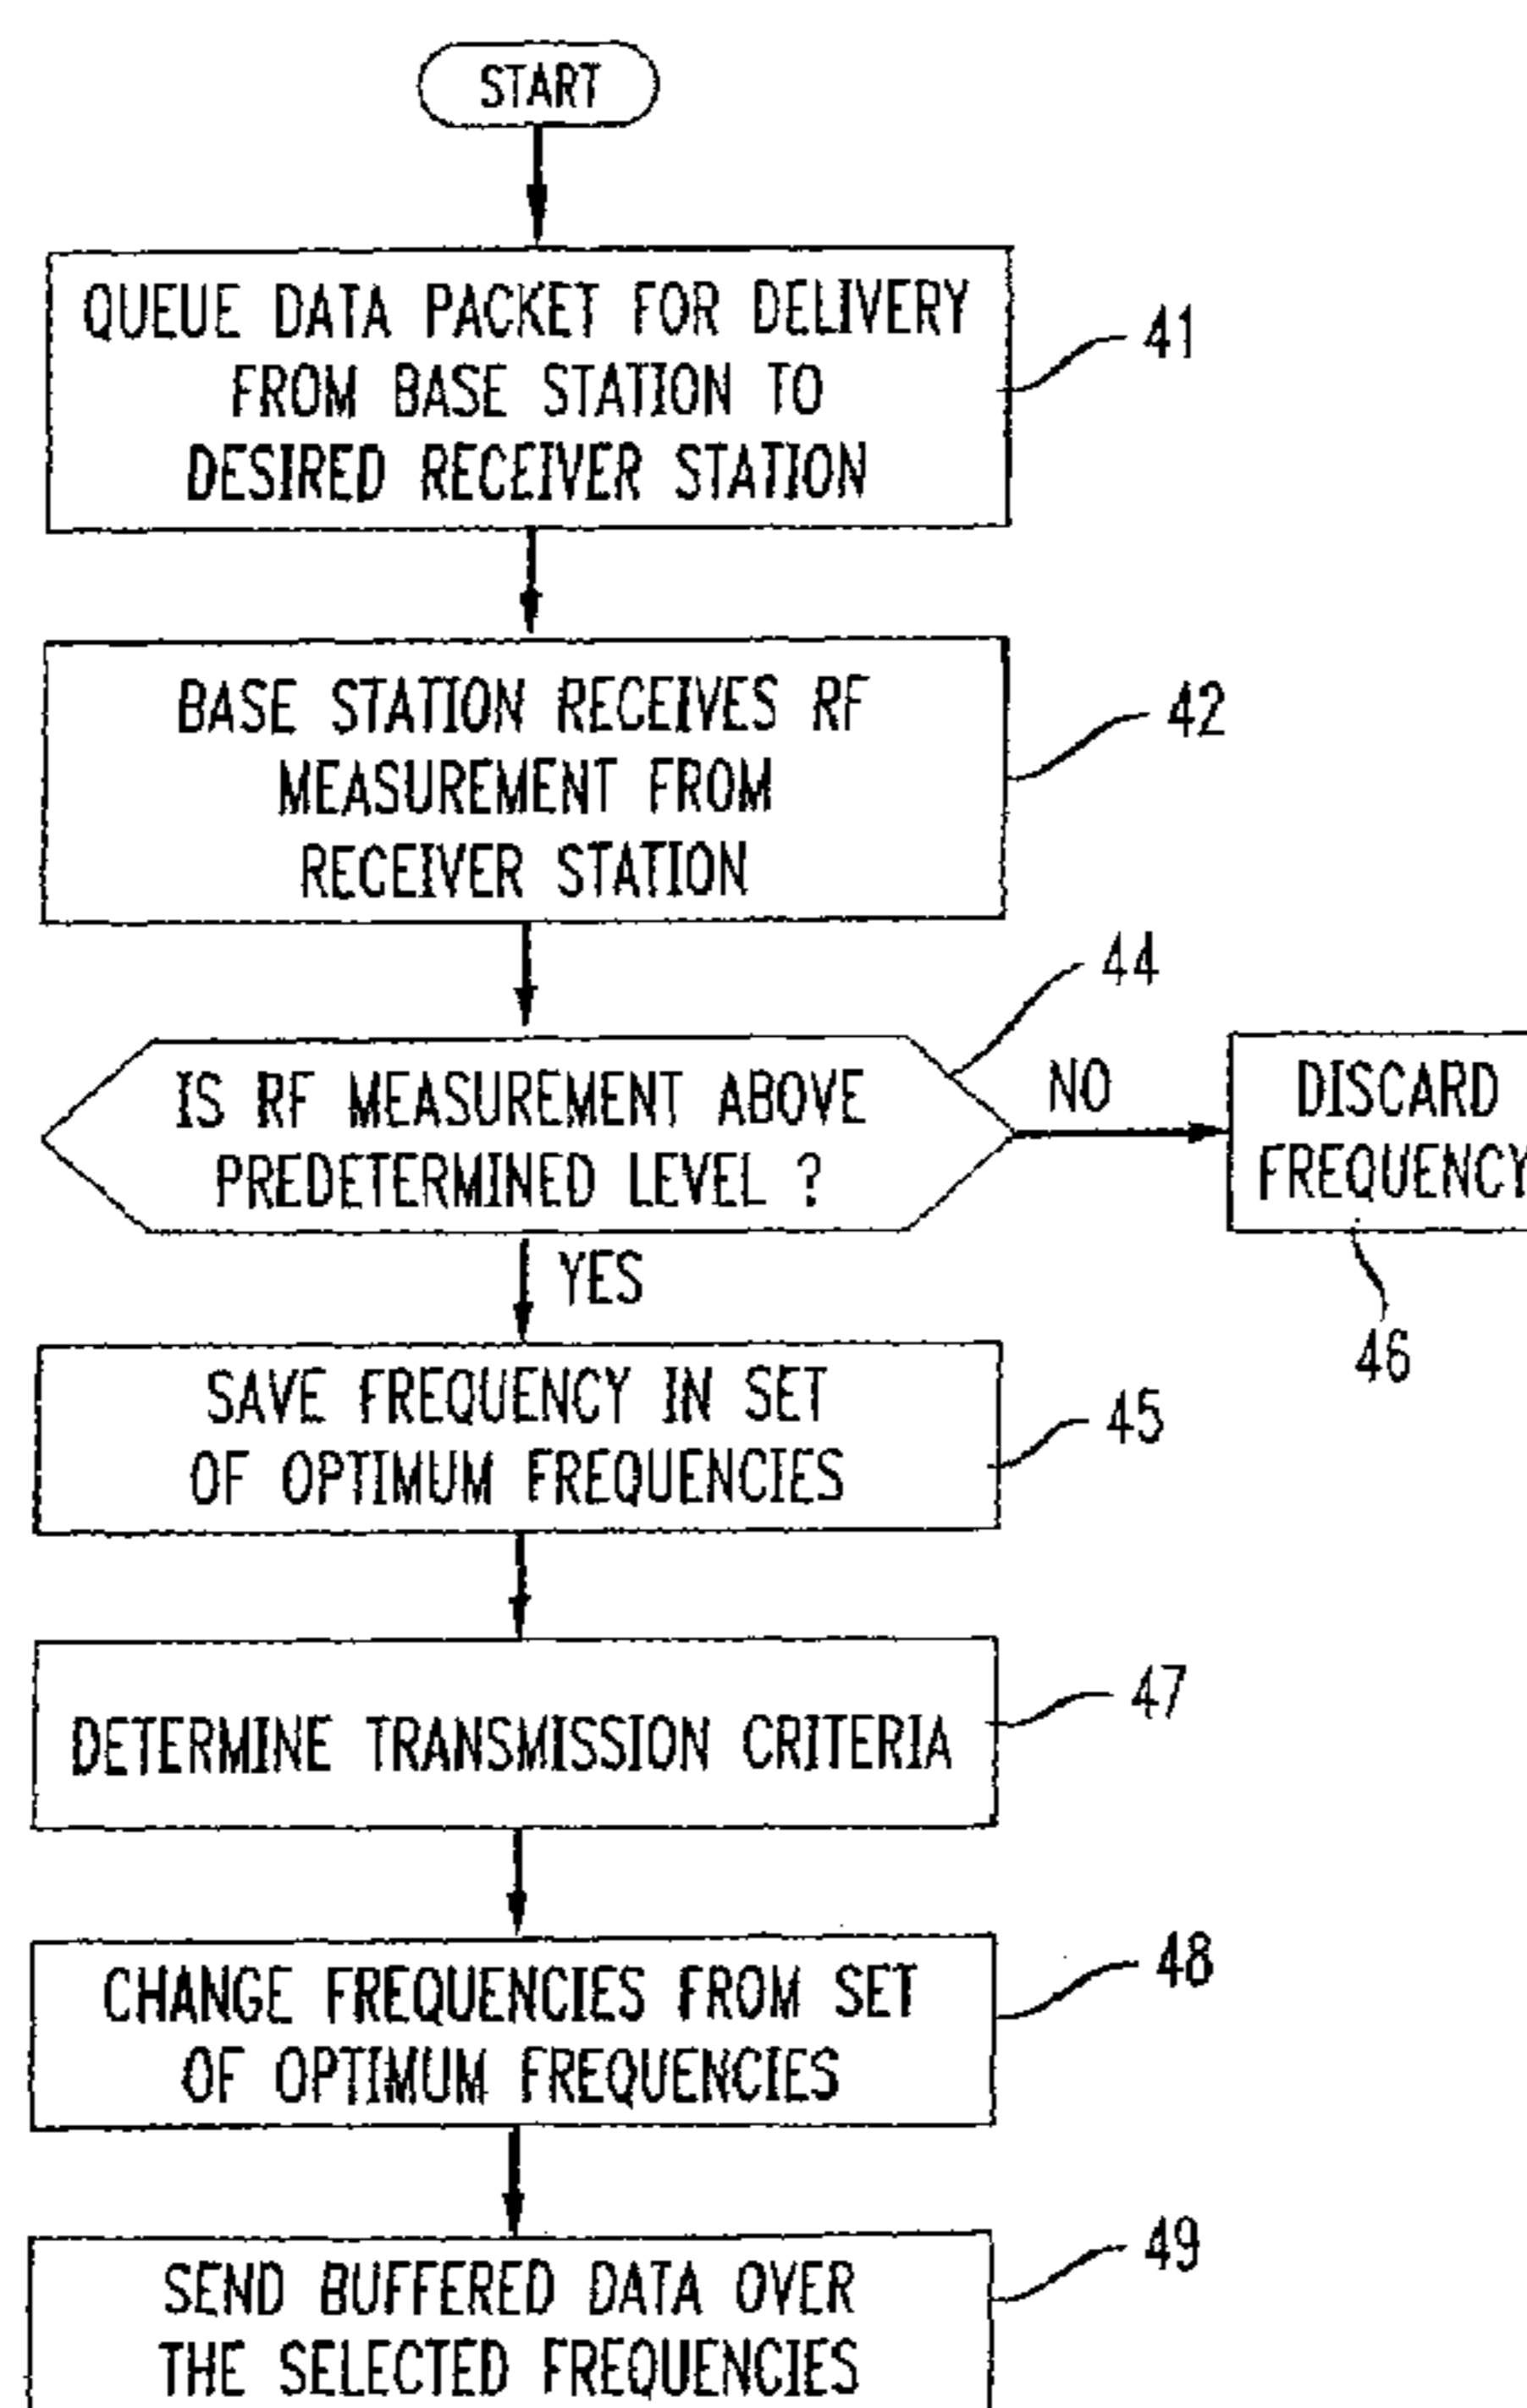 START
QUEUE DATA PACKET FOR DELIVERY
FROM BASE STATION TO
DESIRED RECEIVER STATION
41
BASE STATION RECEIVES RF
MEASUREMENT FROM
RECEIVER STATION
42
44
IS RF MEASUREMENT ABOVE
PREDETERMINED LEVEL ?
NO
DISCARD
FREQUENCY
46
YES
SAVE FREQUENCY IN SET
OF OPTIMUM FREQUENCIES
45
DETERMINE TRANSMISSION CRITERIA
47
CHANGE FREQUENCIES FROM SET
OF OPTIMUM FREQUENCIES
48
SEND BUFFERED DATA OVER
THE SELECTED FREQUENCIES
49